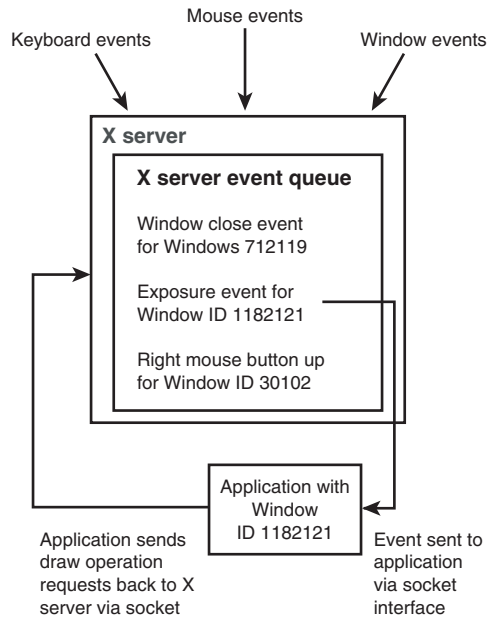 Mouse events
Keyboard events
Window events
X server
X server event queue
Window close event
for Windows 712119
Exposure event for
Window ID 1182121
Right mouse button up
for Window ID 30102
Application with
Window
ID 1182121
Application sends
draw operation
requests back to X
server via socket
Event sent to
application
via socket
interface